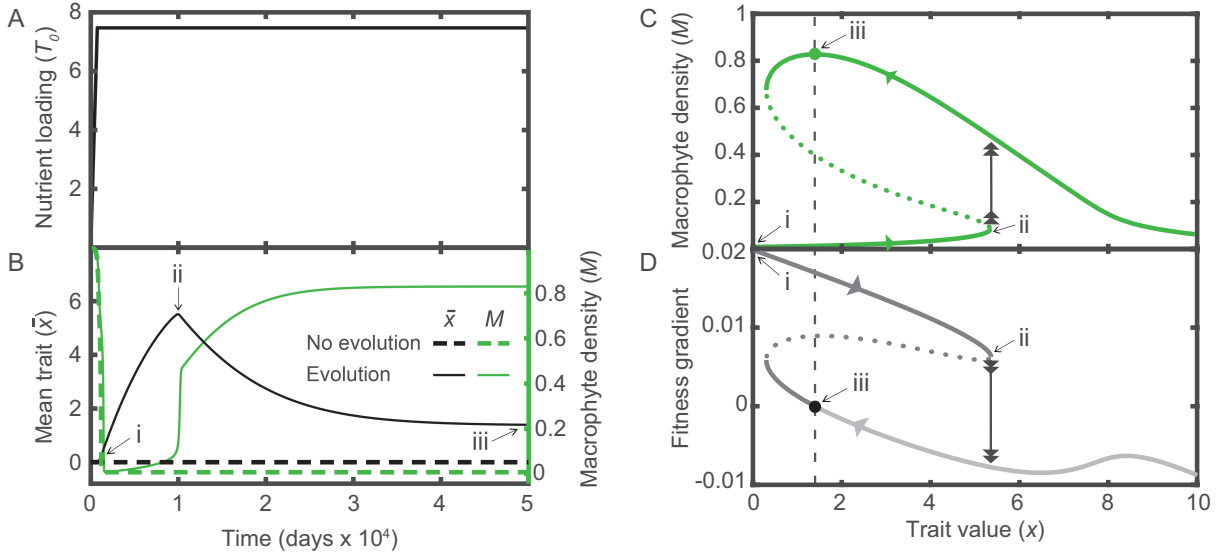 A
Nutrient loading (T₀)
8
6
4
2
B
Mean trait (x̄)
6
4
2
0
i
ii
iii
x̄ M
No evolution
Evolution
Macrophyte density (M)
0.8
0.6
0.4
0.2
0
0 1 2 3 4 5
Time (days x 10⁴)
C
Macrophyte density (M)
1
0.8
0.6
0.4
0.2
0
iii
i
ii
D
Fitness gradient
0.02
0.01
0
-0.01
i
ii
iii
0 2 4 6 8 10
Trait value (x)